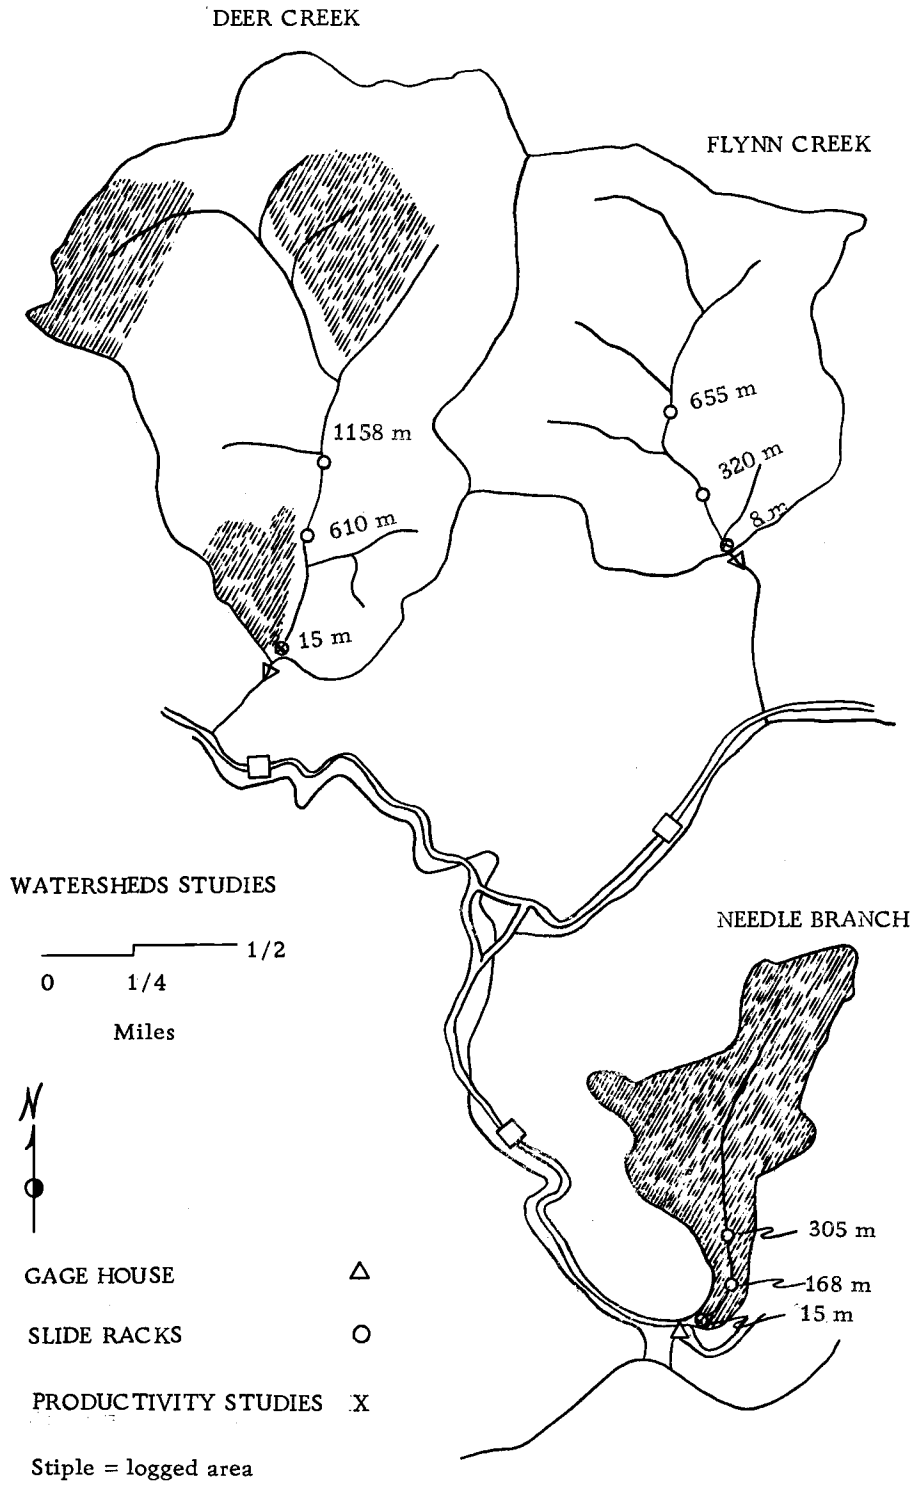 DEER CREEK
FLYNN CREEK
655 m
1158 m
320 m
8 m
610 m
15 m
WATERSHEDS STUDIES
1/2
0 1/4
Miles
NEEDLE BRANCH
N
305 m
168 m
15 m
GAGE HOUSE
SLIDE RACKS
PRODUCTIVITY STUDIES X
Stiple = logged area